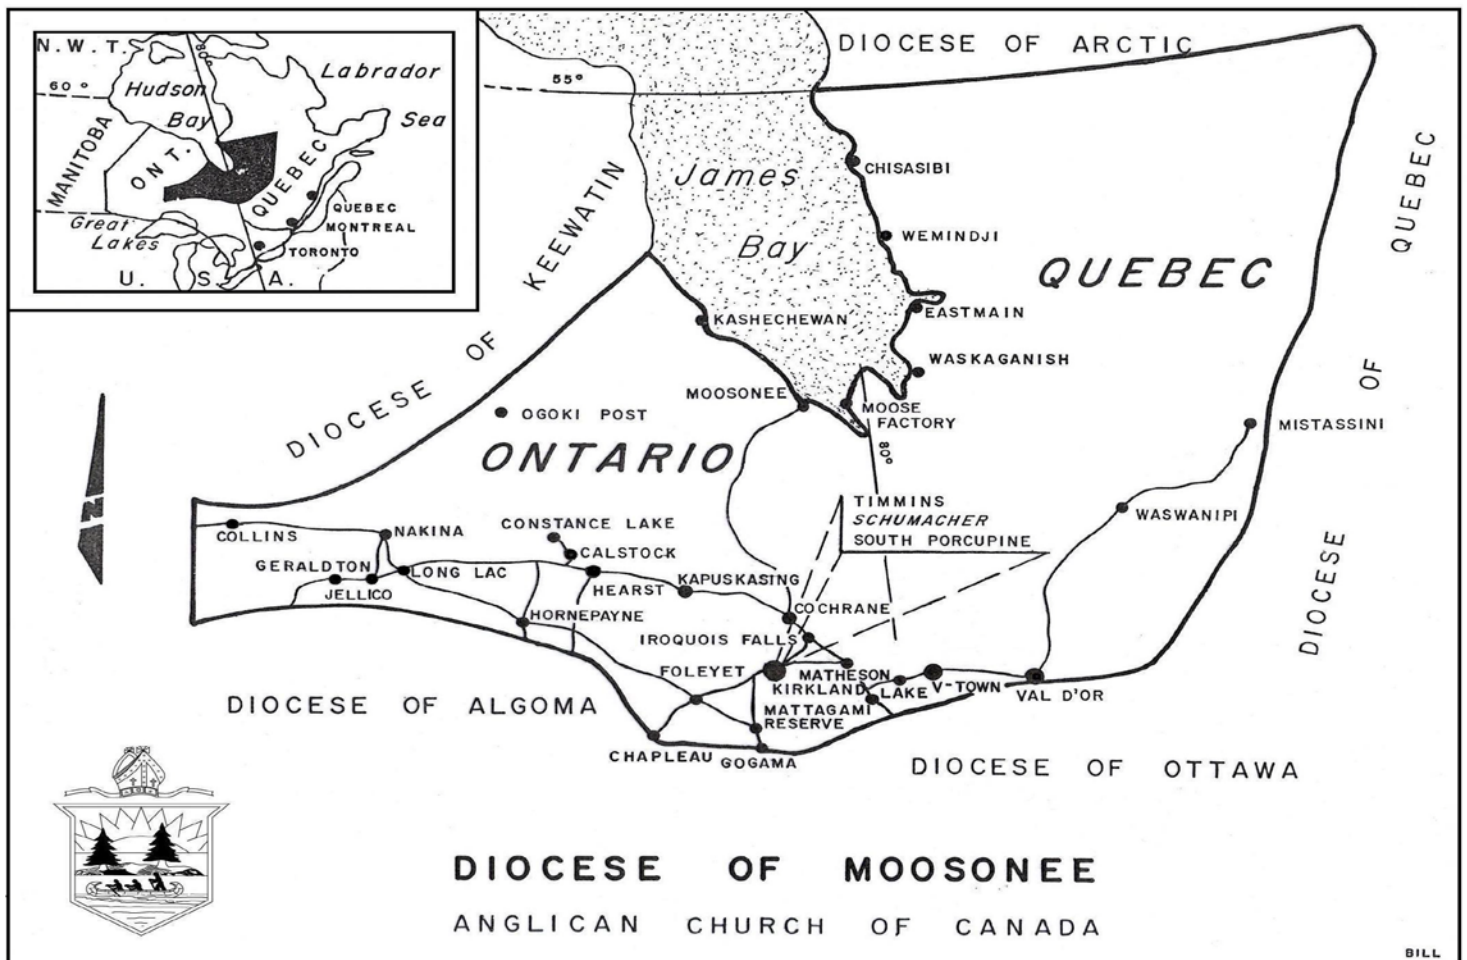 N.W.T.
80°
Labrador
60°
Hudson
Bay
Sea
MANITOBA
ONT.
QUEBEC
QUEBEC
Great
Lakes
MONTREAL
TORONTO
U. S. A.
DIOCESE OF ARCTIC
55°
James
Bay
CHISASIBI
WEMINDJI
QUEBEC
EASTMAIN
WASKAGANISH
DIOCESE OF KEEWATIN
KASHECHEWAN
MOOSONEE
MOOSE
FACTORY
80°
OGOKI POST
ONTARIO
MISTASSINI
DIOCESE OF QUEBEC
N
TIMMINS
SCHUMACHER
SOUTH PORCUPINE
WASWANIPI
COLLINS
NAKINA
CONSTANCE LAKE
CALSTOCK
GERALDTON
LONG LAC
JELLICO
HEARST
KAPUSKASING
HORNEPAYNE
COCHRANE
IROQUOIS FALLS
FOLEYET
MATHESON
KIRKLAND LAKE
V-TOWN
VAL D'OR
MATTAGAMI
RESERVE
CHAPLEAU
GOGAMA
DIOCESE OF ALGOMA
DIOCESE OF OTTAWA
DIOCESE OF MOOSONEE
ANGLICAN CHURCH OF CANADA
BILL